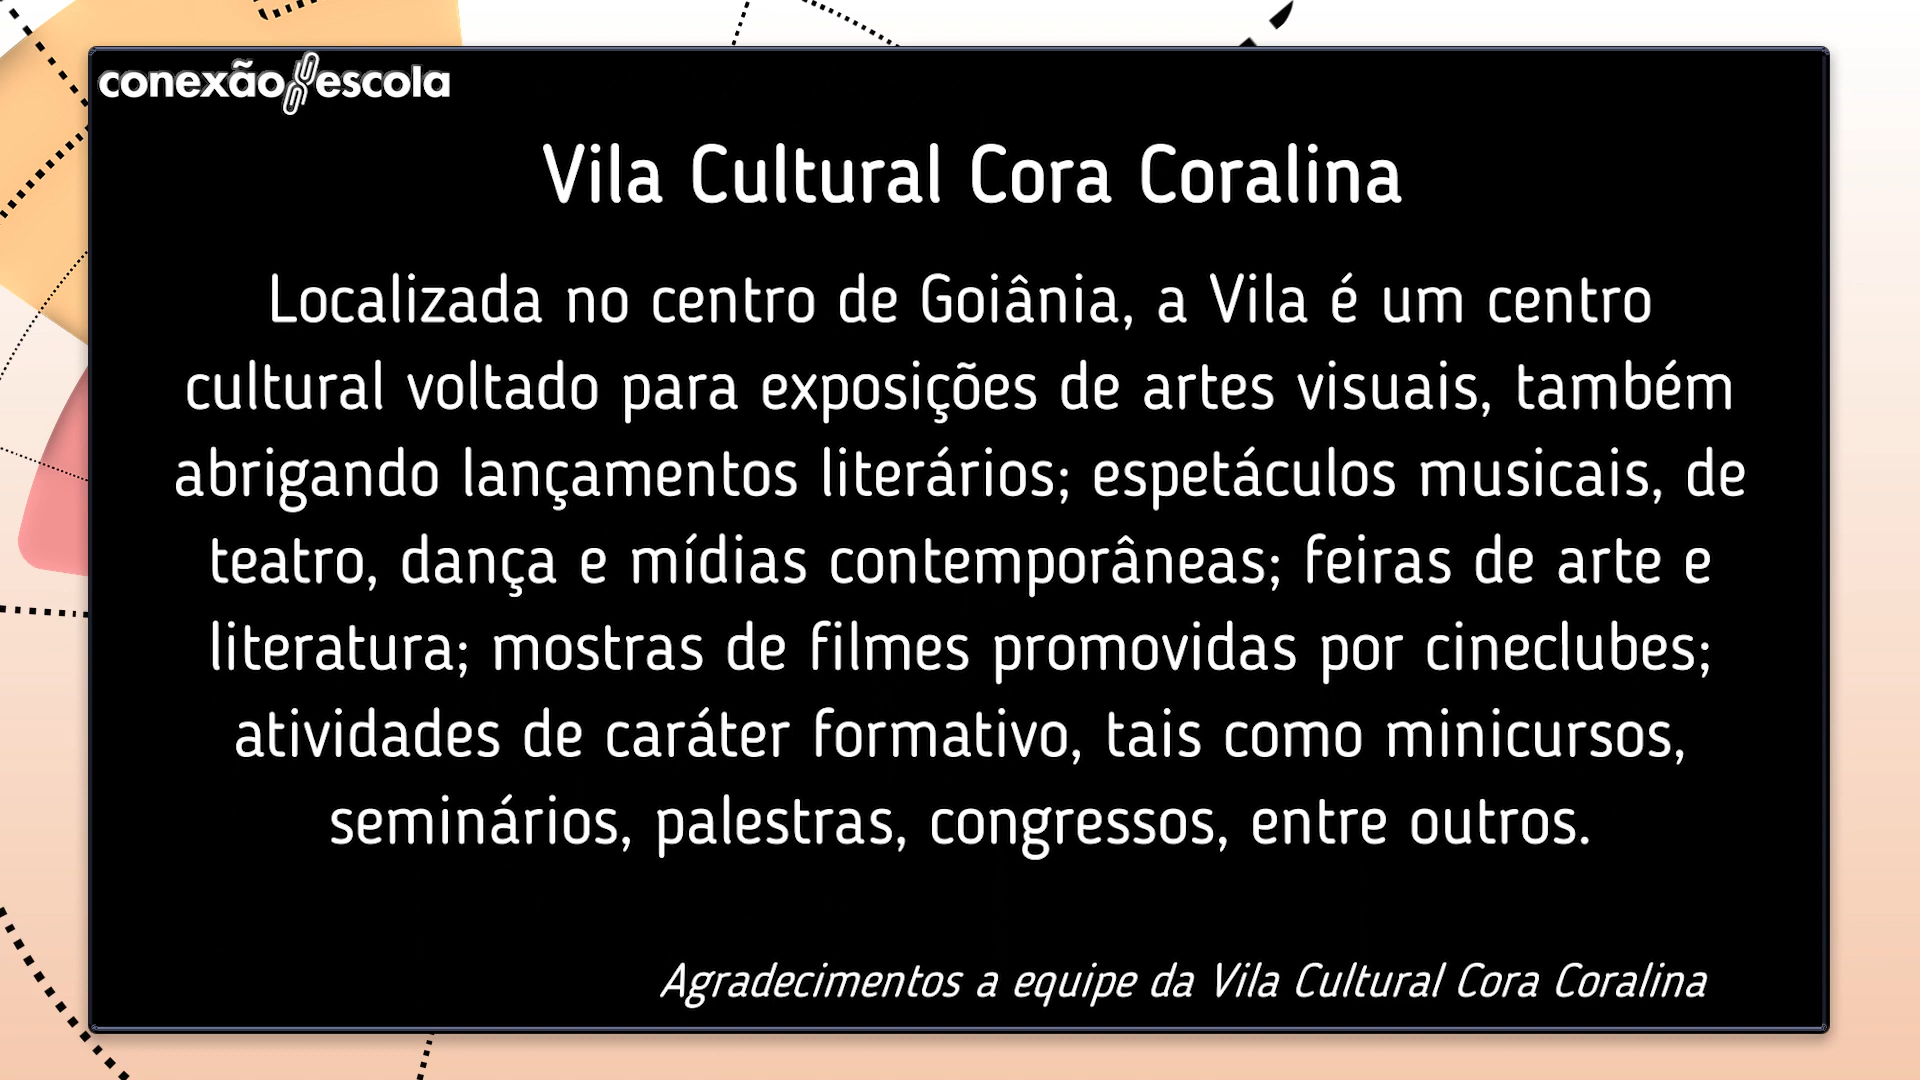 conexão escola
Vila Cultural Cora Coralina
Localizada no centro de Goiânia, a Vila é um centro
cultural voltado para exposições de artes visuais, também
abrigando lançamentos literários; espetáculos musicais, de
teatro, dança e mídias contemporâneas; feiras de arte e
literatura; mostras de filmes promovidas por cineclubes;
atividades de caráter formativo, tais como minicursos,
seminários, palestras, congressos, entre outros.
Agradecimentos a equipe da Vila Cultural Cora Coralina